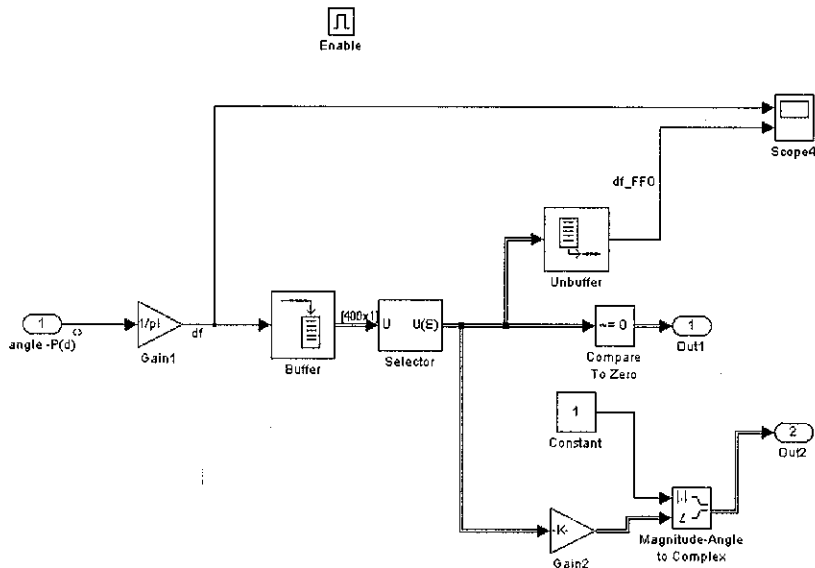 Enable
Scope4
df_FFO
Unbuffer
1
angle -P(d)
1/pi
Gain1
df
Buffer
[400x1]
U U(E)
Selector
~= 0
Compare
To Zero
1
Out1
1
Constant
2
Out2
-K-
Gain2
|u|
Magnitude-Angle
to Complex